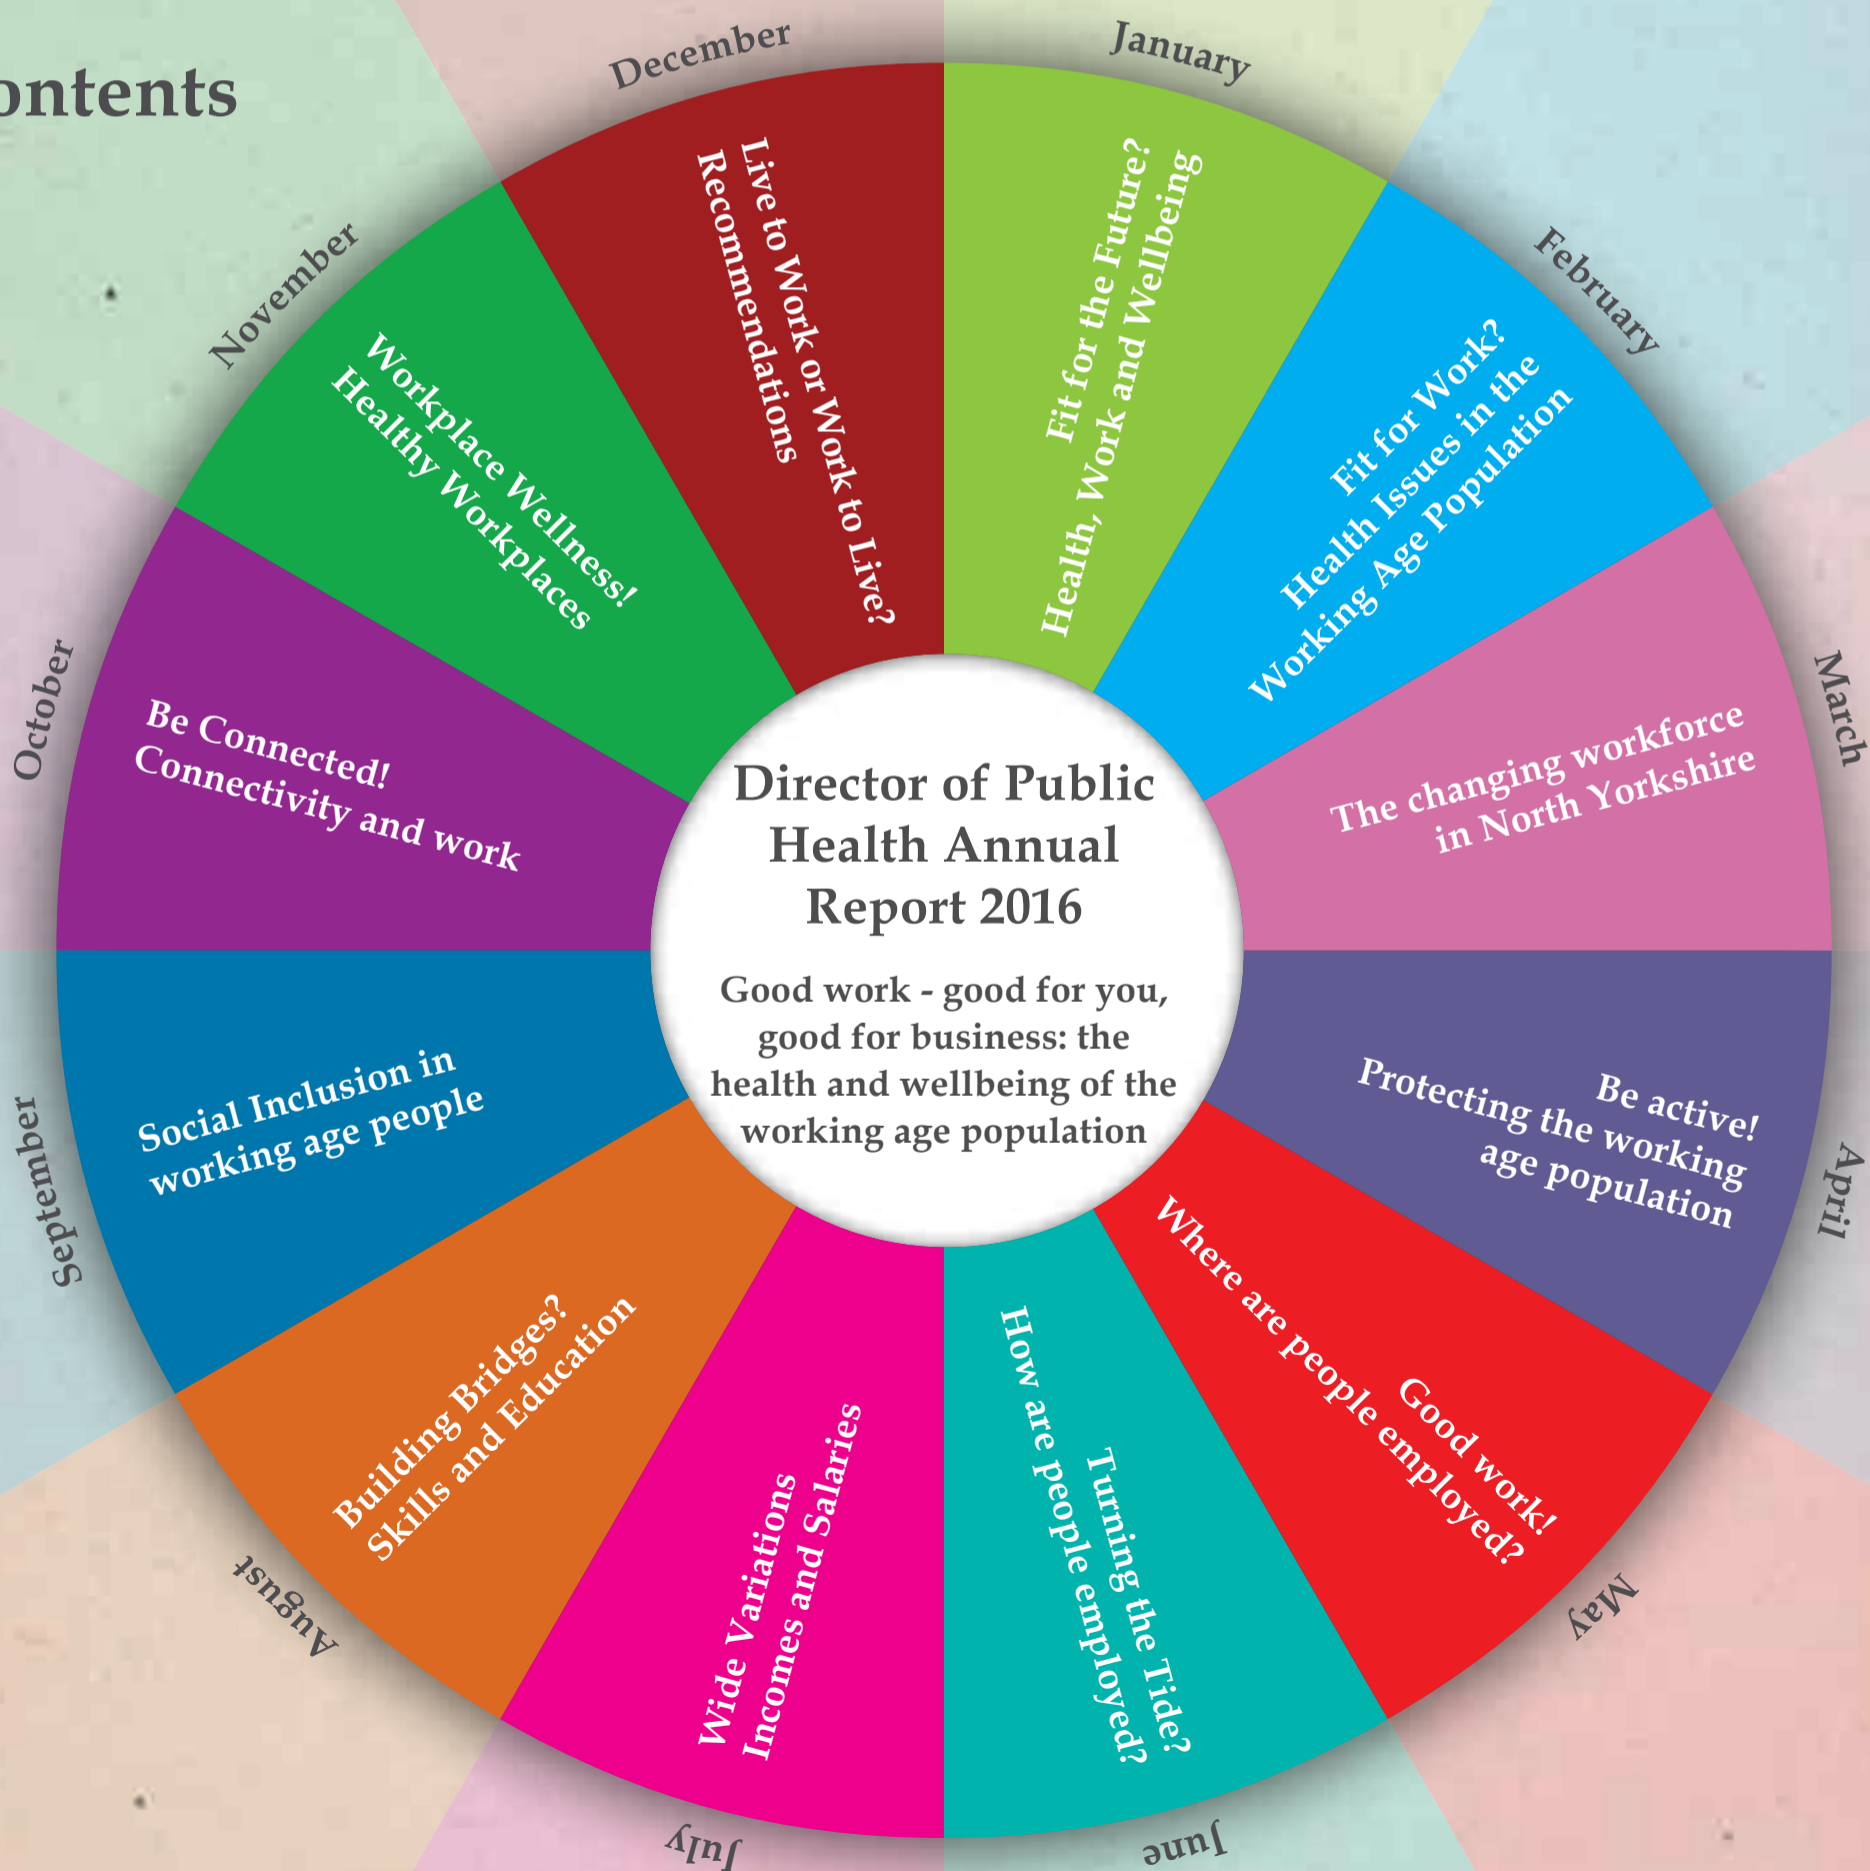 ontents
January
Fit for the Future?
Health, Work and Wellbeing
February
Fit for Work?
Health Issues in the
Working Age Population
March
The changing workforce
in North Yorkshire
April
Be active!
Protecting the working
age population
May
Good work!
Where are people employed?
June
Turning the Tide?
How are people employed?
July
Wide Variations
Incomes and Salaries
August
Building Bridges?
Skills and Education
September
Social Inclusion in
working age people
October
Be Connected!
Connectivity and work
November
Workplace Wellness!
Healthy Workplaces
December
Live to Work or Work to Live?
Recommendations
Director of Public
Health Annual
Report 2016
Good work - good for you,
good for business: the
health and wellbeing of the
working age population